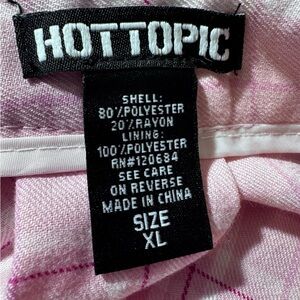 HOTTOPIC
SHELL:
80%POLYESTER
20%RAYON
LINING:
100%POLYESTER
RN#120684
SEE CARE
ON REVERSE
MADE IN CHINA
SIZE
XL